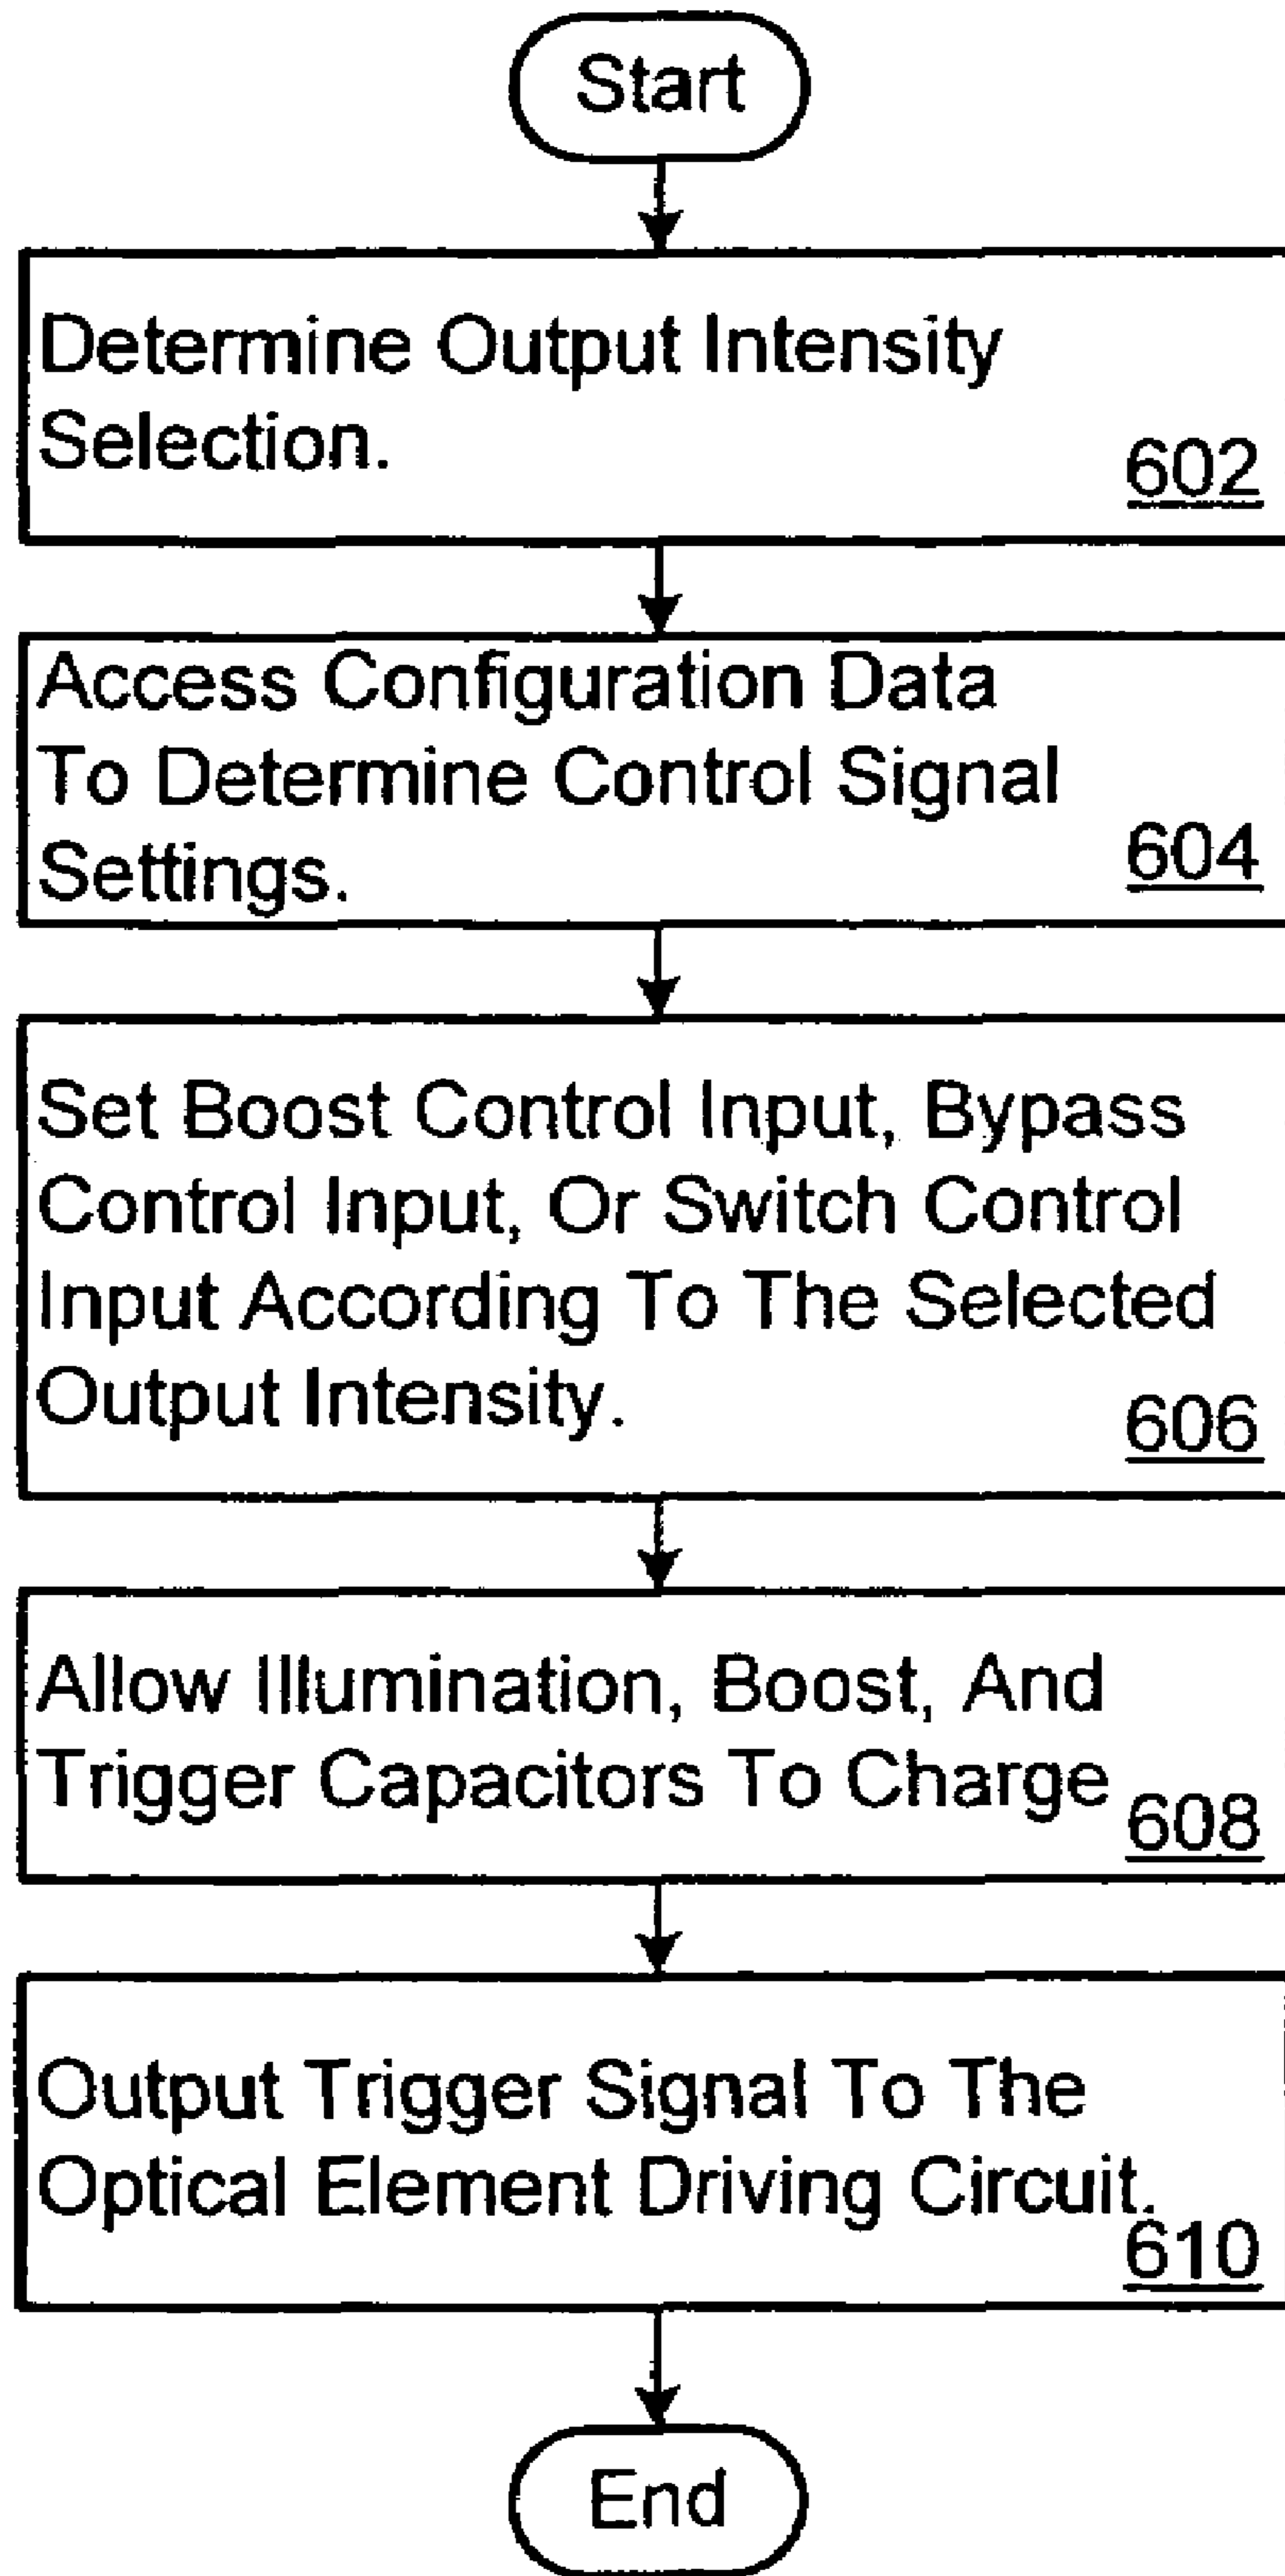 Start
Determine Output Intensity
Selection.
602
Access Configuration Data
To Determine Control Signal
Settings.
604
Set Boost Control Input, Bypass
Control Input, Or Switch Control
Input According To The Selected
Output Intensity.
606
Allow Illumination, Boost, And
Trigger Capacitors To Charge
608
Output Trigger Signal To The
Optical Element Driving Circuit.
610
End